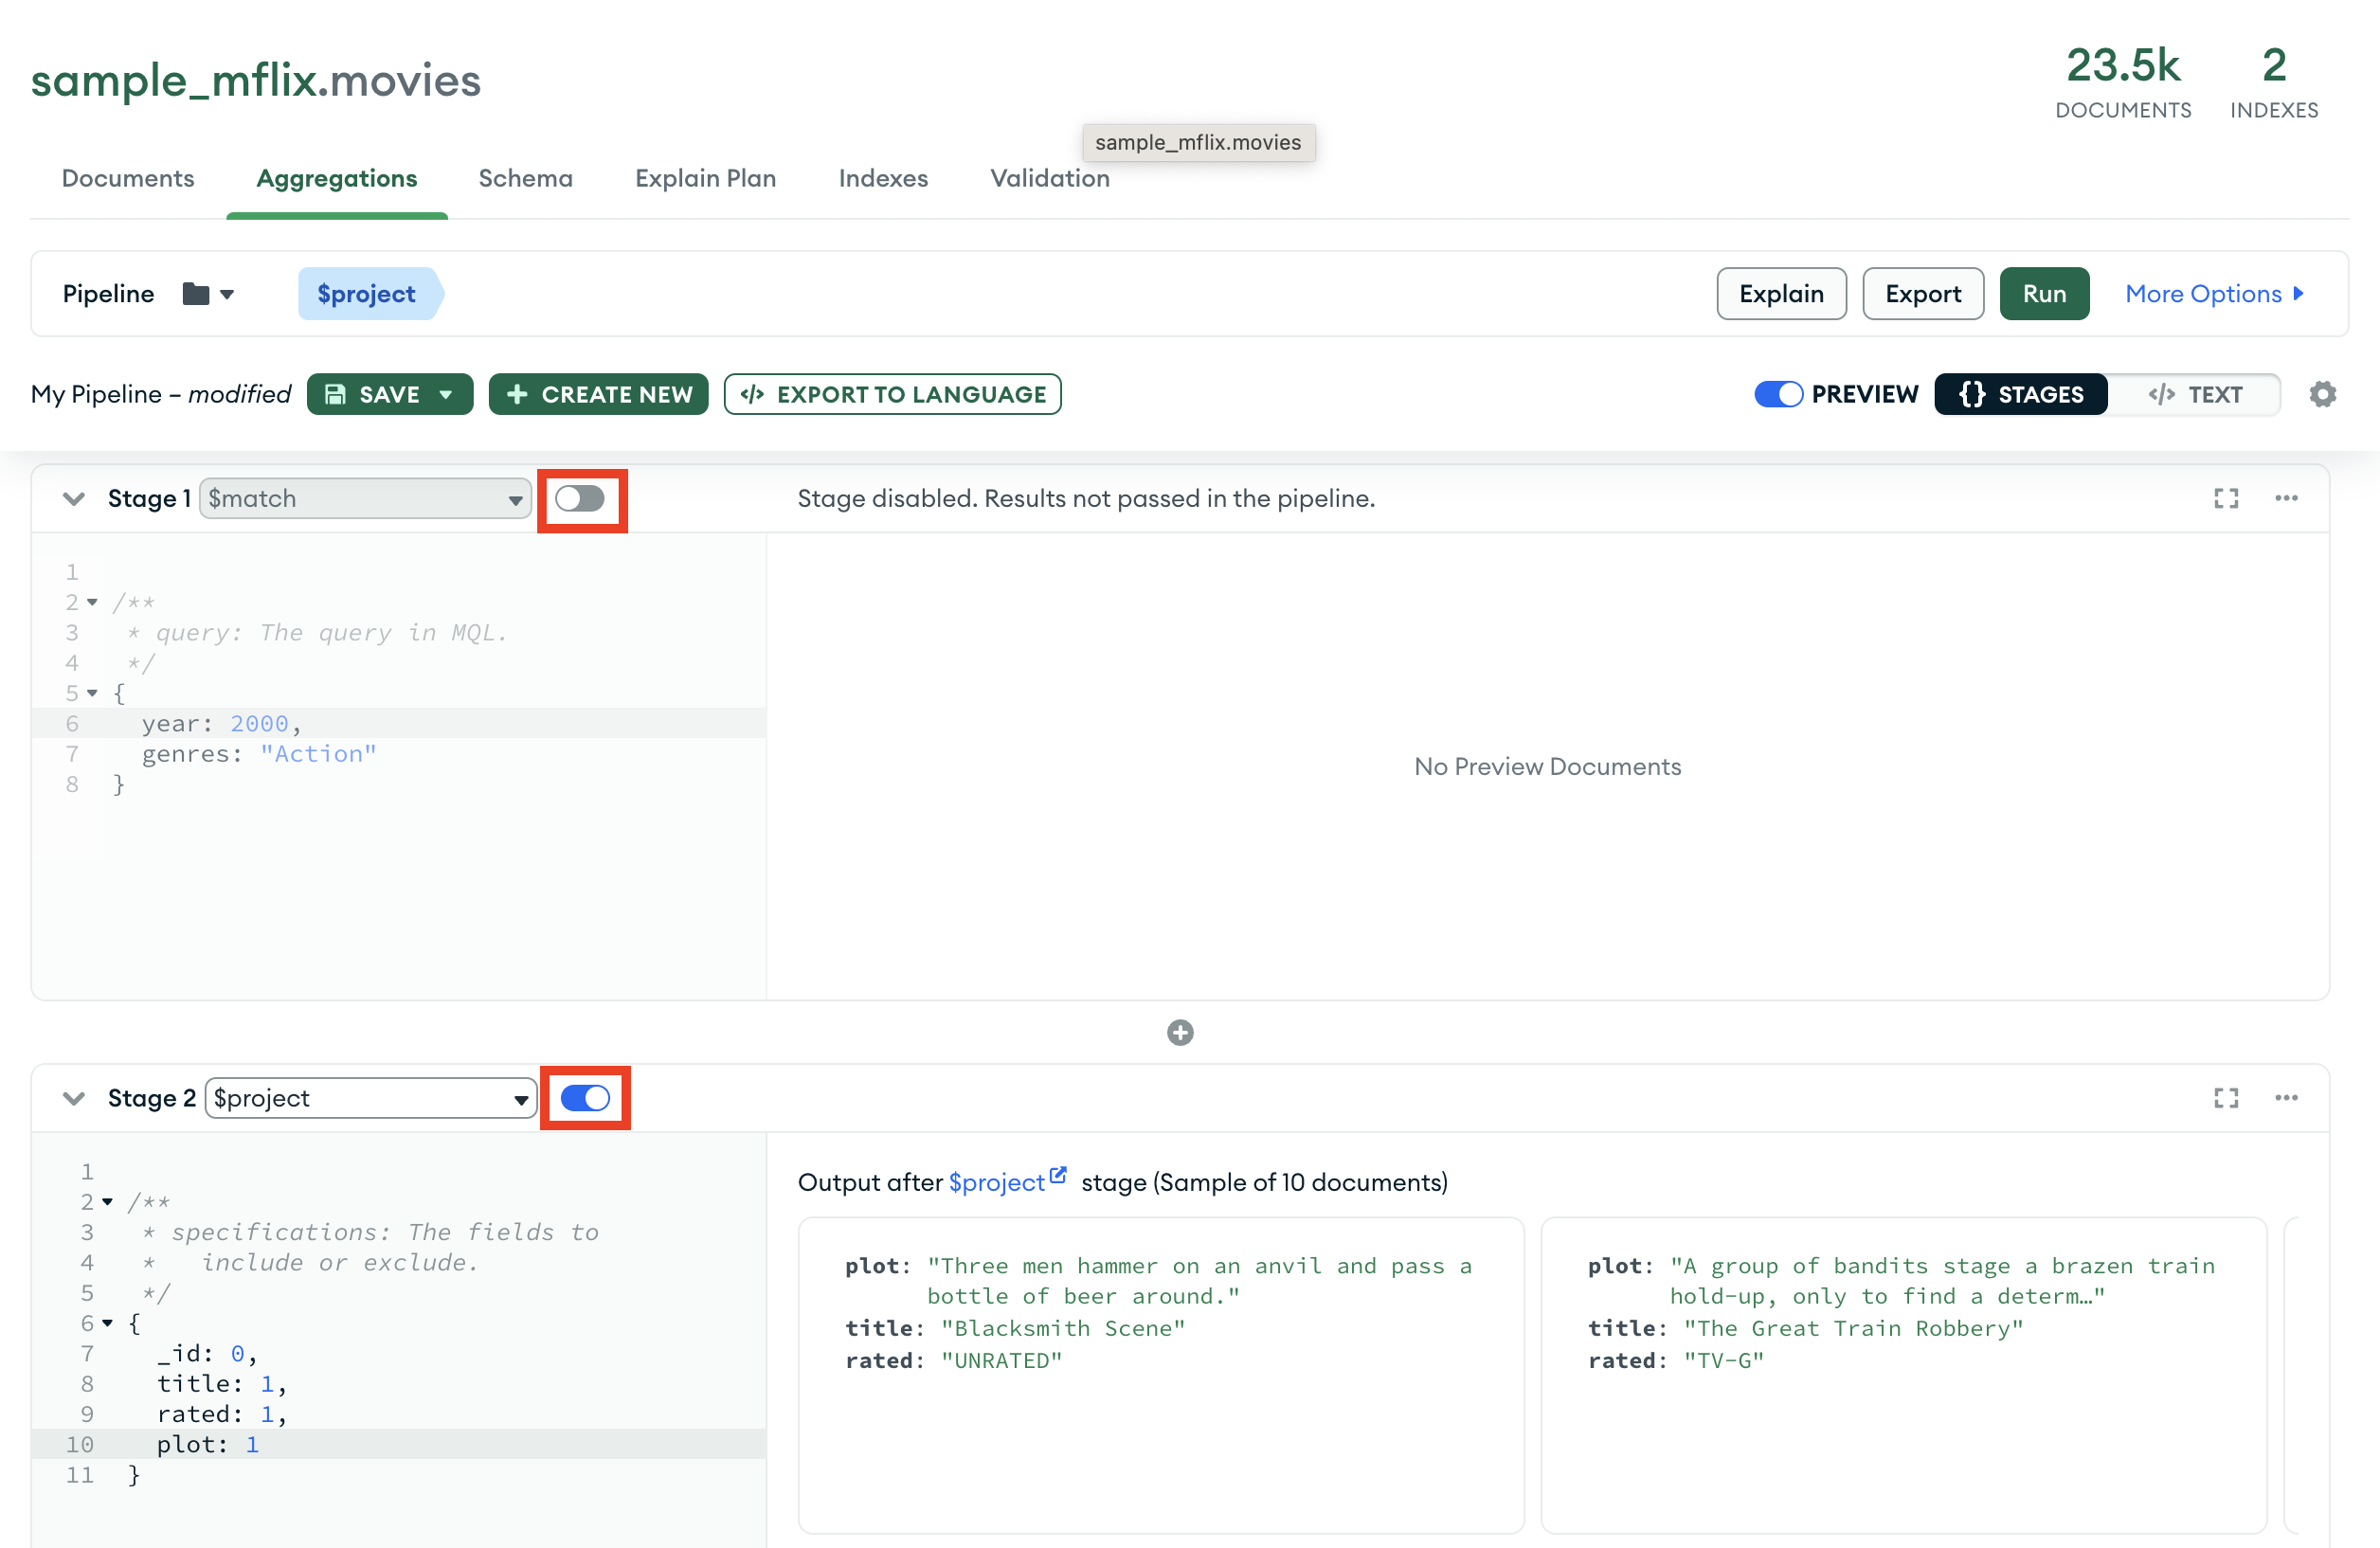 sample_mflix.movies
23.5k
DOCUMENTS
2
INDEXES
sample_mflix.movies
Documents Aggregations Schema Explain Plan Indexes Validation
Pipeline $project Explain Export Run More Options
My Pipeline – modified SAVE CREATE NEW </> EXPORT TO LANGUAGE PREVIEW {} STAGES </> TEXT
Stage 1 $match Stage disabled. Results not passed in the pipeline.
1
2 /**
3 * query: The query in MQL.
4 */
5 {
6 year: 2000,
7 genres: "Action"
8 }
No Preview Documents
Stage 2 $project
1
2 /**
3 * specifications: The fields to
4 * include or exclude.
5 */
6 {
7 _id: 0,
8 title: 1,
9 rated: 1,
10 plot: 1
11 }
Output after $project stage (Sample of 10 documents)
plot: "Three men hammer on an anvil and pass a
bottle of beer around."
title: "Blacksmith Scene"
rated: "UNRATED"
plot: "A group of bandits stage a brazen train
hold-up, only to find a determ…"
title: "The Great Train Robbery"
rated: "TV-G"